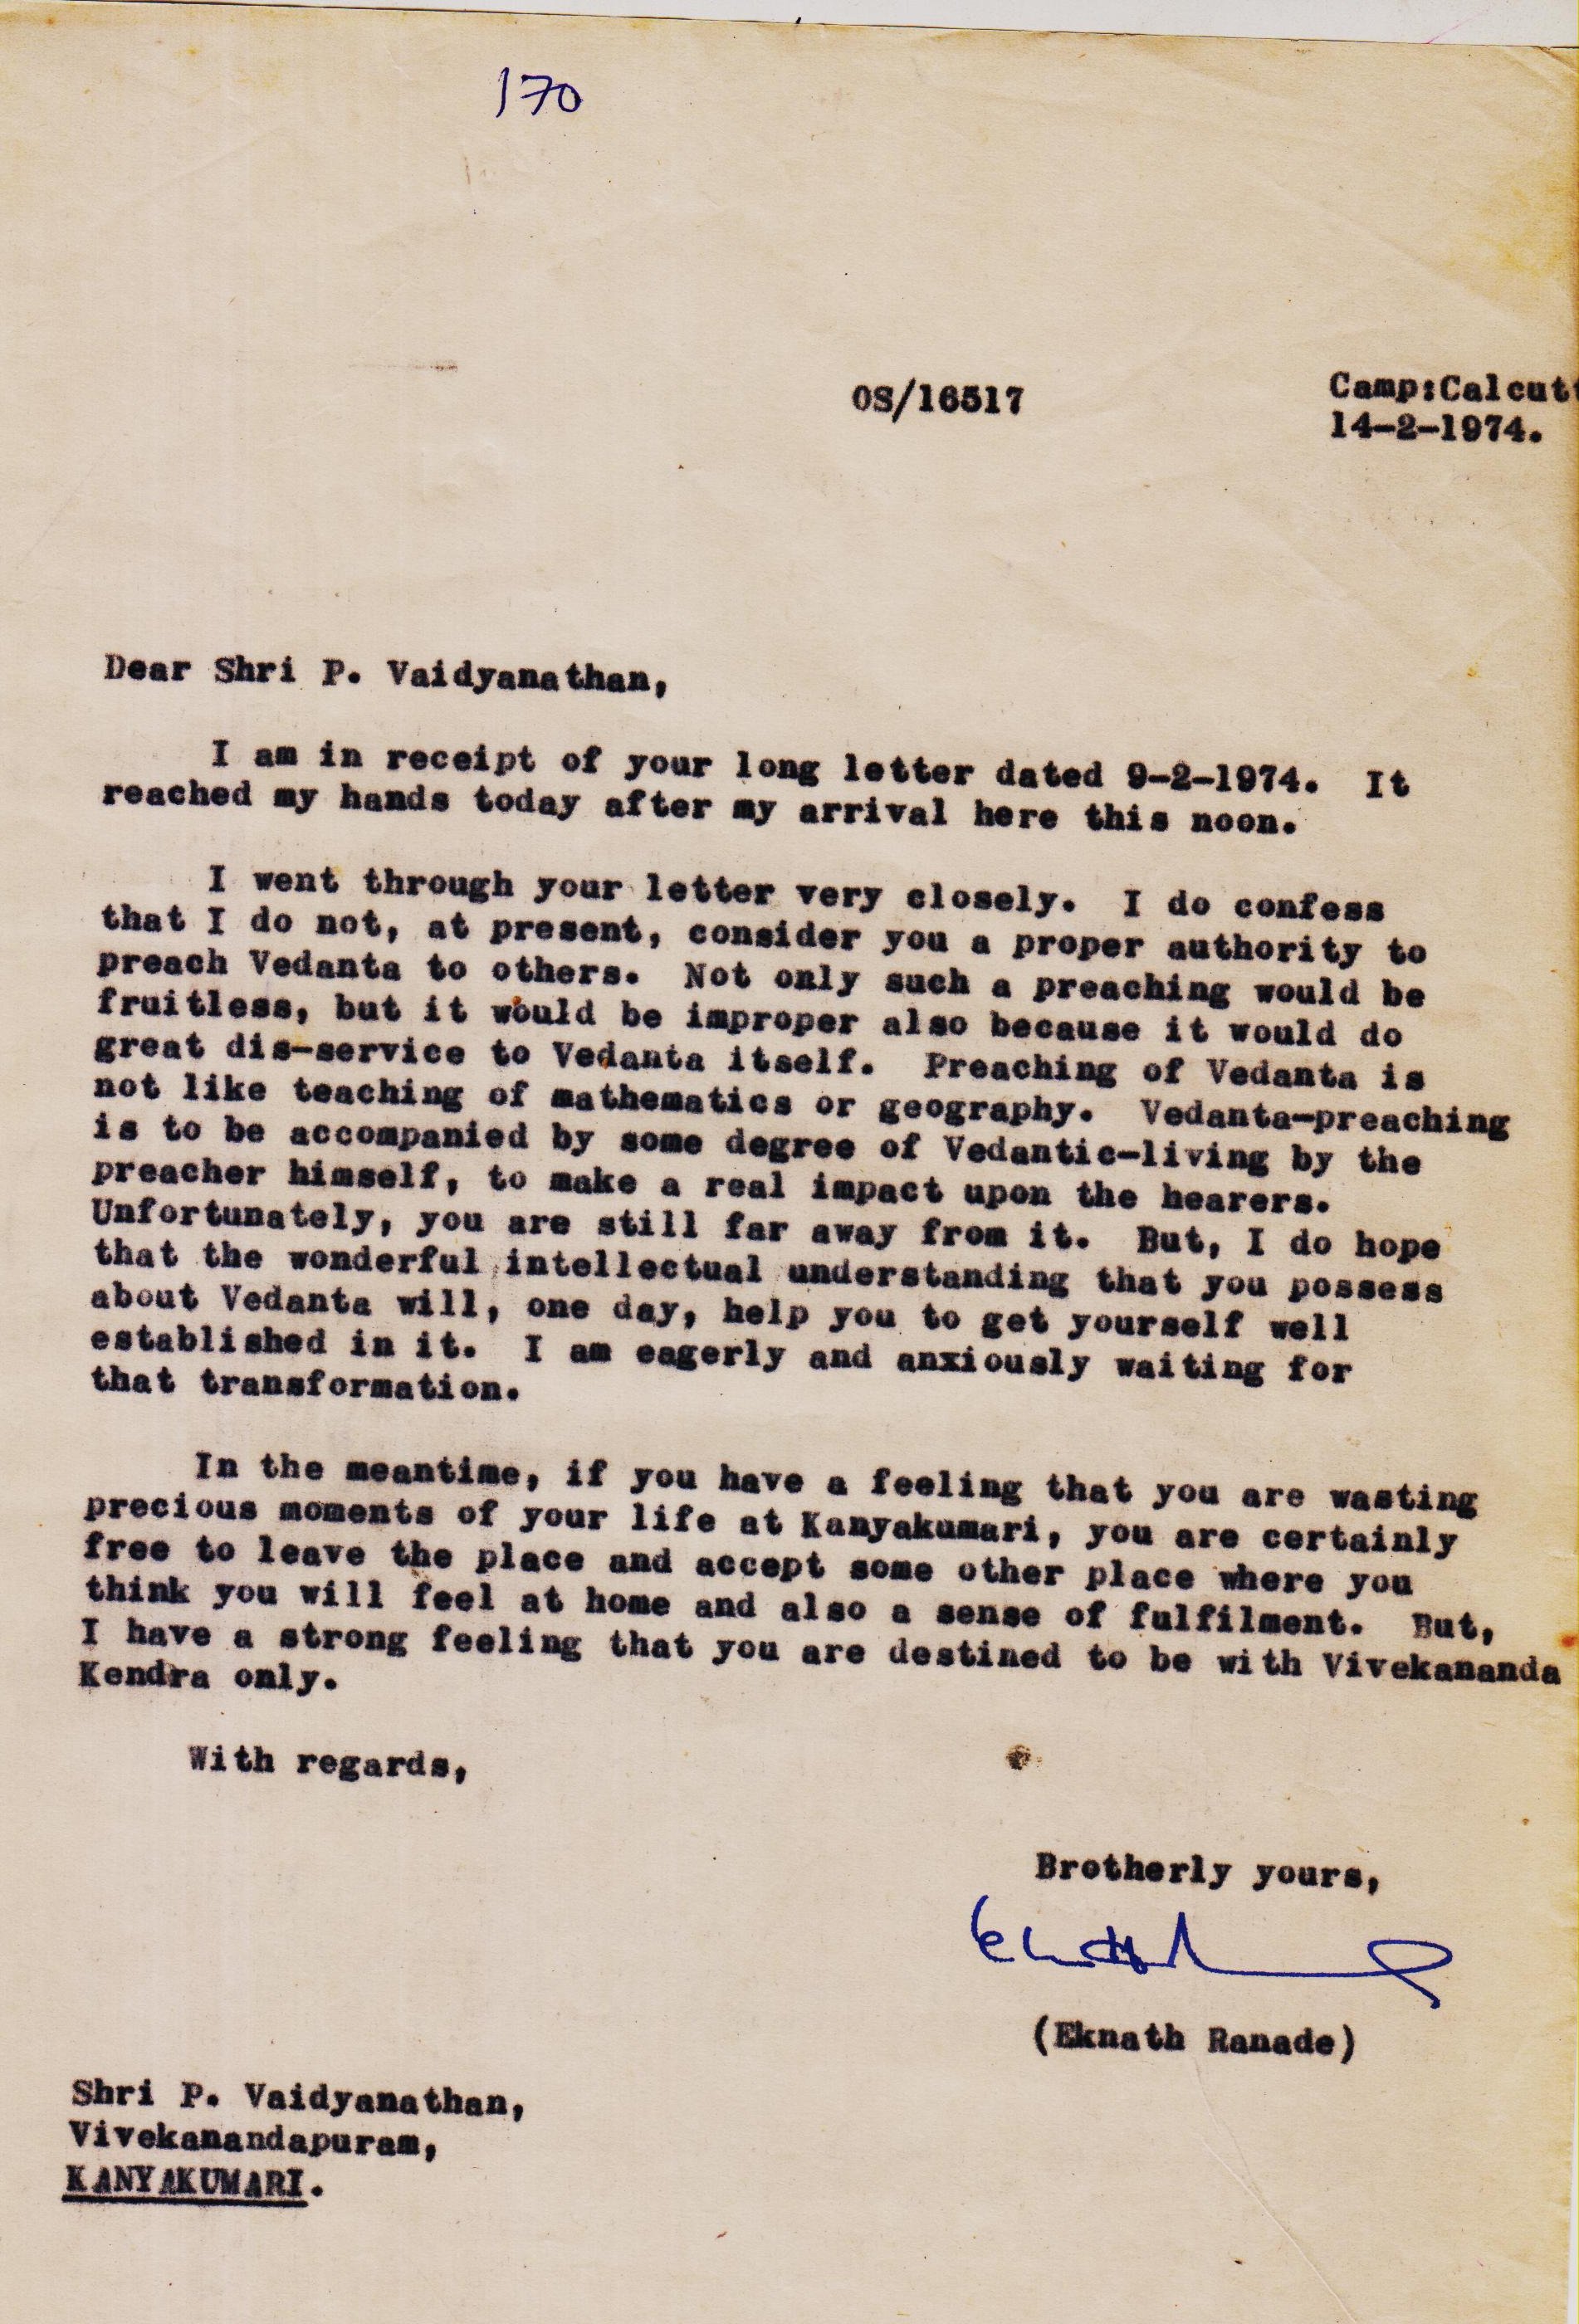 170
OS/16517 Camp:Calcutt
14-2-1974.
Dear Shri P. Vaidyanathan,
I am in receipt of your long letter dated 9-2-1974. It
reached my hands today after my arrival here this noon.
I went through your letter very closely. I do confess
that I do not, at present, consider you a proper authority to
preach Vedanta to others. Not only such a preaching would be
fruitless, but it would be improper also because it would do
great dis-service to Vedanta itself. Preaching of Vedanta is
not like teaching of mathematics or geography. Vedanta-preaching
is to be accompanied by some degree of Vedantic-living by the
preacher himself, to make a real impact upon the hearers.
Unfortunately, you are still far away from it. But, I do hope
that the wonderful intellectual understanding that you possess
about Vedanta will, one day, help you to get yourself well
established in it. I am eagerly and anxiously waiting for
that transformation.
In the meantime, if you have a feeling that you are wasting
precious moments of your life at Kanyakumari, you are certainly
free to leave the place and accept some other place where you
think you will feel at home and also a sense of fulfilment. But,
I have a strong feeling that you are destined to be with Vivekananda
Kendra only.
With regards,
Brotherly yours,
(Eknath Ranade)
Shri P. Vaidyanathan,
Vivekanandapuram,
KANYAKUMARI.